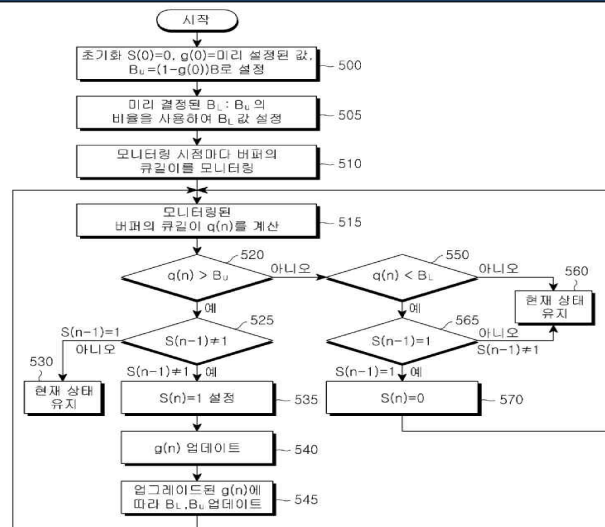 시작
초기화 S(0)=0, g(0)=미리 설정된 값,
Bu=(1-g(0))B로 설정
500
미리 결정된 BL : Bu의
비율을 사용하여 BL 값 설정
505
모니터링 시점마다 버퍼의
큐길이를 모니터링
510
모니터링된
버퍼의 큐길이 q(n)를 계산
515
520
q(n) > Bu
아니오
예
550
q(n) < BL
아니오
예
560
현재 상태
유지
525
S(n-1)≠1
S(n-1)=1
아니오
530
현재 상태
유지
S(n-1)≠1 예
565
S(n-1)=1
아니오
S(n-1)≠1
S(n-1)=1 예
S(n)=1 설정
535
S(n)=0
570
g(n) 업데이트
540
업그레이드된 g(n)에
따라 BL,Bu 업데이트
545